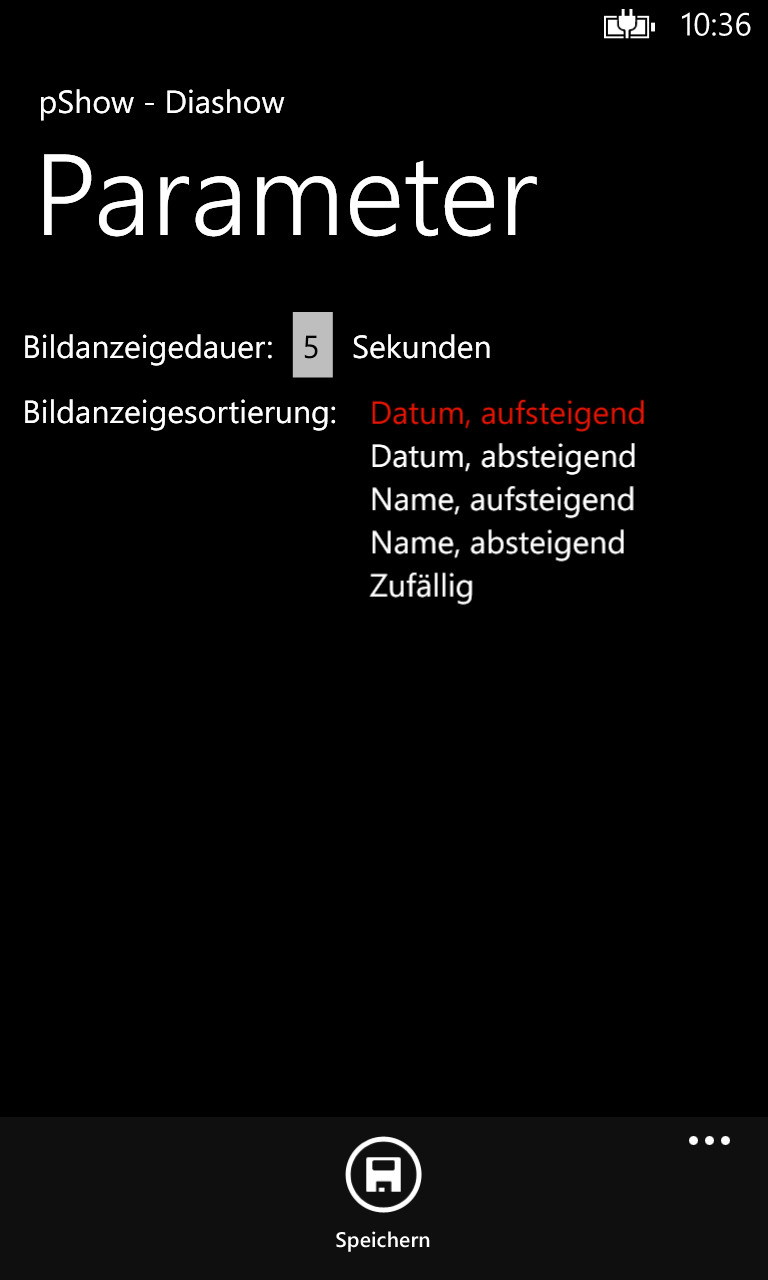 10:36
pShow - Diashow
Parameter
Bildanzeigedauer: 5 Sekunden
Bildanzeigesortierung: Datum, aufsteigend
Datum, absteigend
Name, aufsteigend
Name, absteigend
Zufällig
Speichern